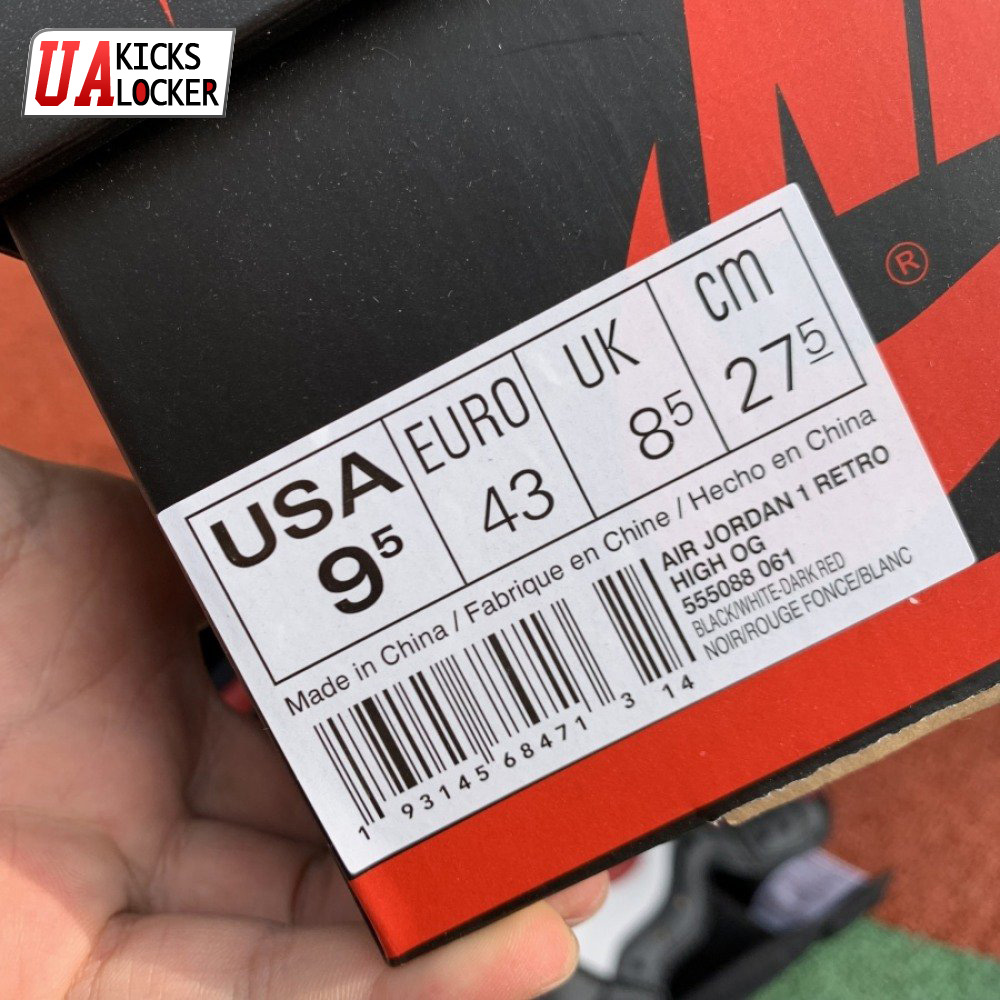 UA KICKS
LOCKER
®
USA EURO UK cm
9⁵ 43 8⁵ 27⁵
Made in China / Fabriqué en Chine / Hecho en China
AIR JORDAN 1 RETRO
HIGH OG
555088 061
BLACK/WHITE-DARK RED
NOIR/ROUGE FONCE/BLANC
1 93145 68471 3 14